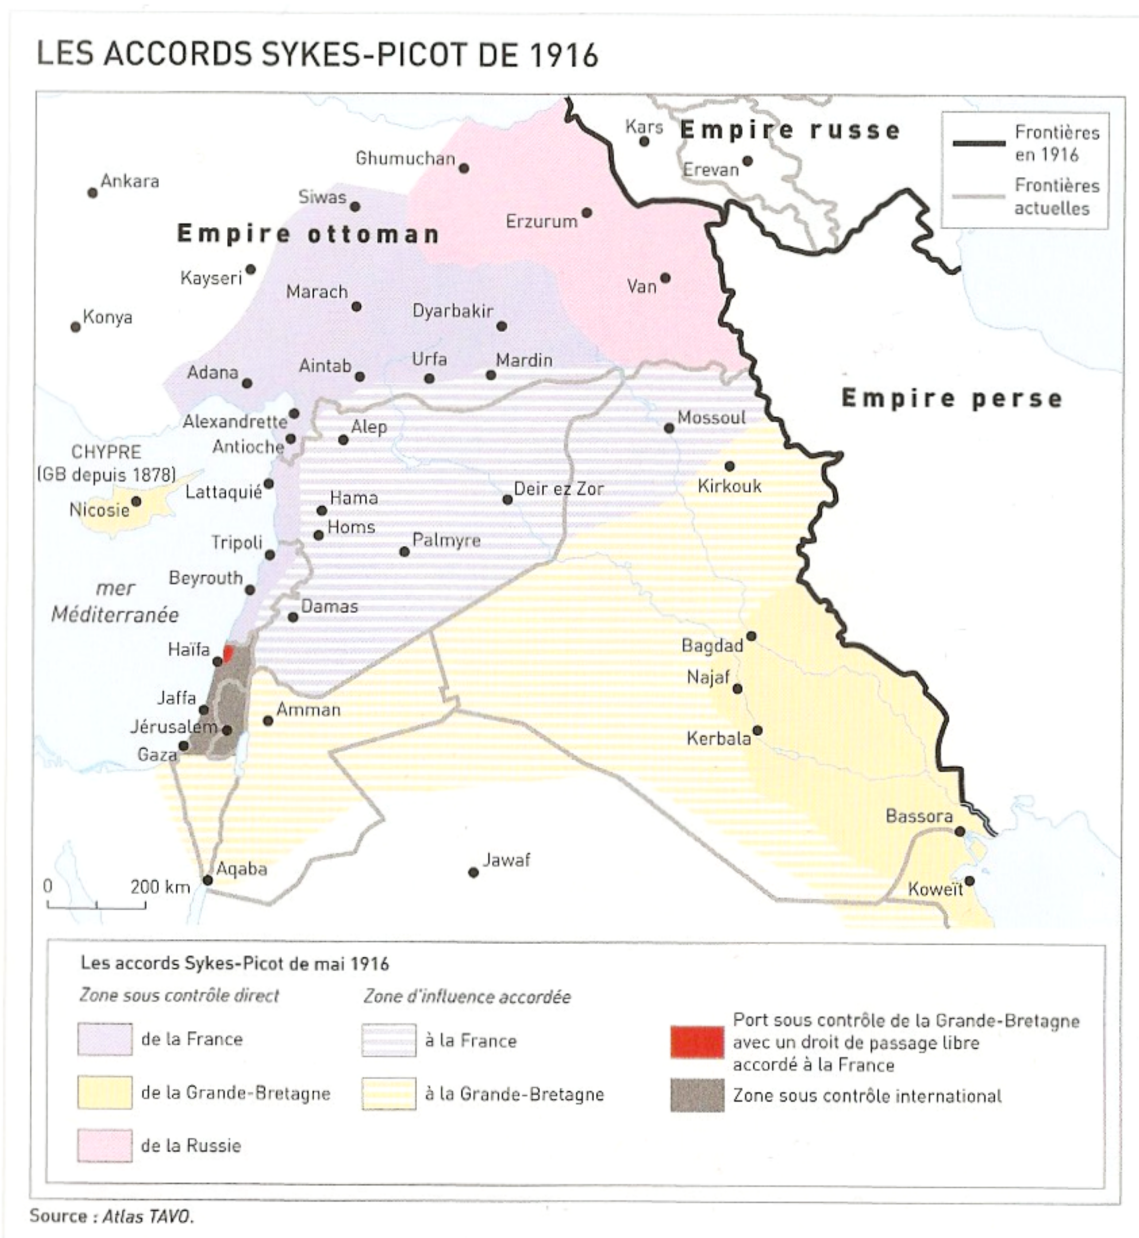 LES ACCORDS SYKES-PICOT DE 1916
Kars
Empire russe
Erevan
Frontières
en 1916
Frontières
actuelles
Ghumuchan
Ankara
Siwas
Erzurum
Empire ottoman
Kayseri
Van
Marach
Dyarbakir
Konya
Adana
Aintab
Urfa
Mardin
Empire perse
Alexandrette
Antioche
Alep
Mossoul
CHYPRE
(GB depuis 1878)
Nicosie
Lattaquié
Hama
Homs
Deir ez Zor
Kirkouk
Tripoli
Palmyre
mer
Méditerranée
Beyrouth
Damas
Haïfa
Bagdad
Najaf
Jaffa
Amman
Jérusalem
Gaza
Kerbala
Bassora
Aqaba
Jawaf
Koweït
0 200 km
Les accords Sykes-Picot de mai 1916
Zone sous contrôle direct
de la France
de la Grande-Bretagne
de la Russie
Zone d'influence accordée
à la France
à la Grande-Bretagne
Port sous contrôle de la Grande-Bretagne
avec un droit de passage libre
accordé à la France
Zone sous contrôle international
Source : Atlas TAVO.